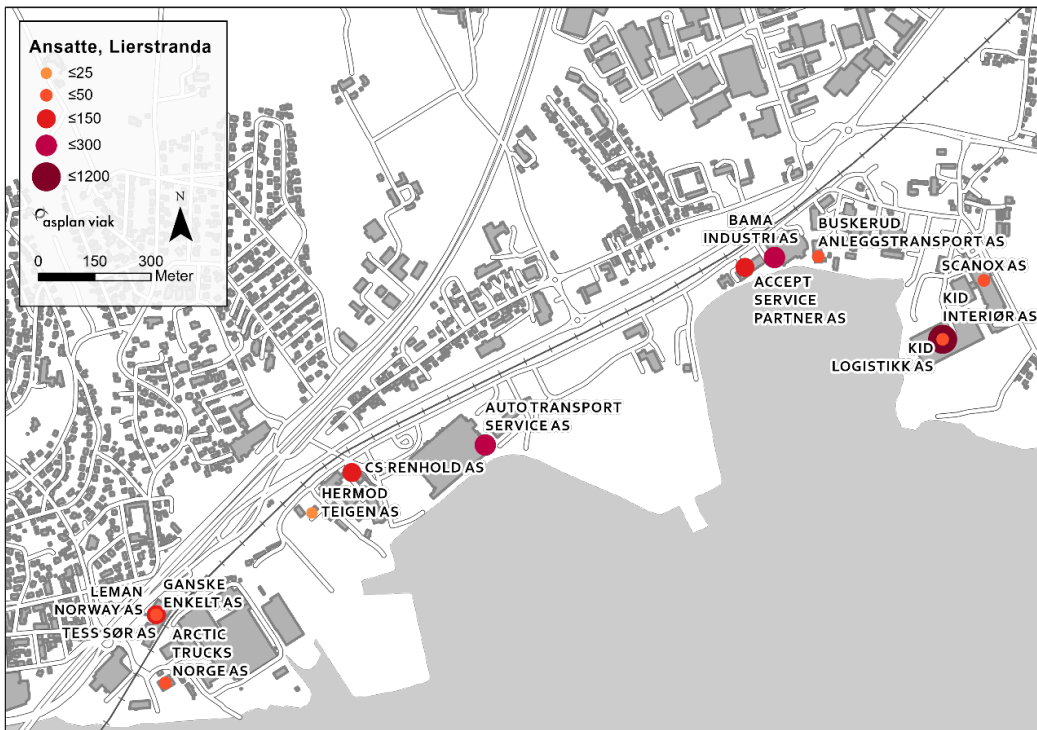 Ansatte, Lierstranda
≤25
≤50
≤150
≤300
≤1200
asplan viak
N
0 150 300
Meter
BAMA
INDUSTRI AS
BUSKERUD
ANLEGGSTRANSPORT AS
ACCEPT
SERVICE
PARTNER AS
SCANOX AS
KID
INTERIØR AS
KID
LOGISTIKK AS
AUTO TRANSPORT
SERVICE AS
CS RENHOLD AS
HERMOD
TEIGEN AS
LEMAN
NORWAY AS
GANSKE
ENKELT AS
TESS SØR AS
ARCTIC
TRUCKS
NORGE AS